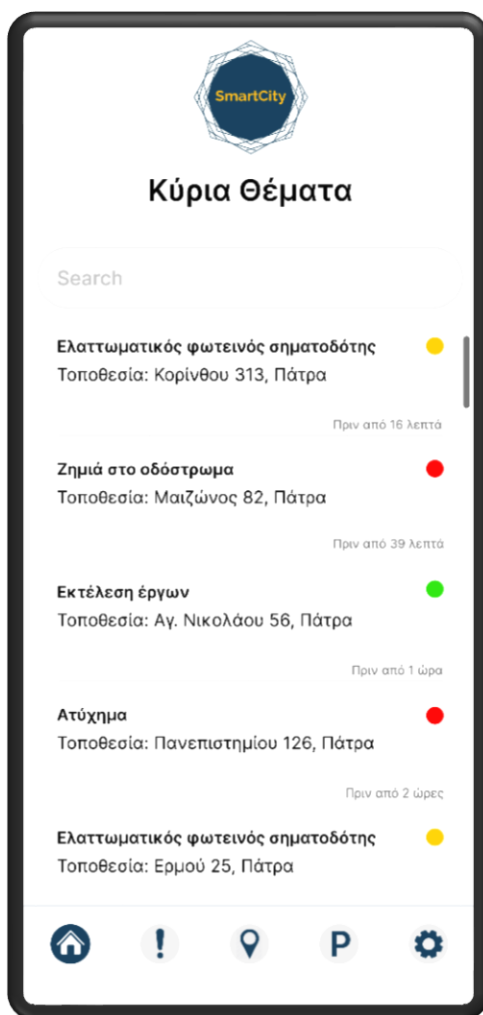 SmartCity
Κύρια Θέματα
Search
Ελαττωματικός φωτεινός σηματοδότης
Τοποθεσία: Κορίνθου 313, Πάτρα
Πριν από 16 λεπτά
Ζημιά στο οδόστρωμα
Τοποθεσία: Μαιζώνος 82, Πάτρα
Πριν από 39 λεπτά
Εκτέλεση έργων
Τοποθεσία: Αγ. Νικολάου 56, Πάτρα
Πριν από 1 ώρα
Ατύχημα
Τοποθεσία: Πανεπιστημίου 126, Πάτρα
Πριν από 2 ώρες
Ελαττωματικός φωτεινός σηματοδότης
Τοποθεσία: Ερμού 25, Πάτρα
! P